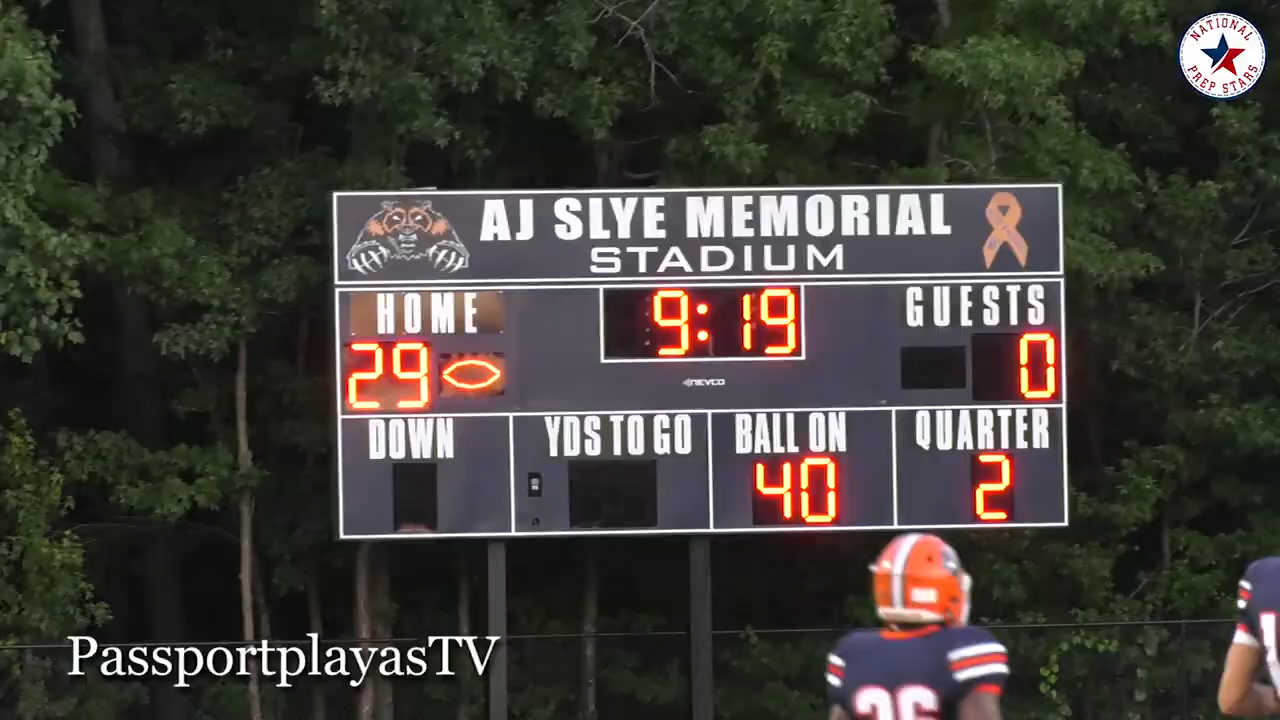 NATIONAL
PREP STARS
AJ SLYE MEMORIAL
STADIUM
HOME
9:19
GUESTS
29
0
NEVCO
DOWN
YDS TO GO
BALL ON
QUARTER
40
2
PassportplayasTV
26